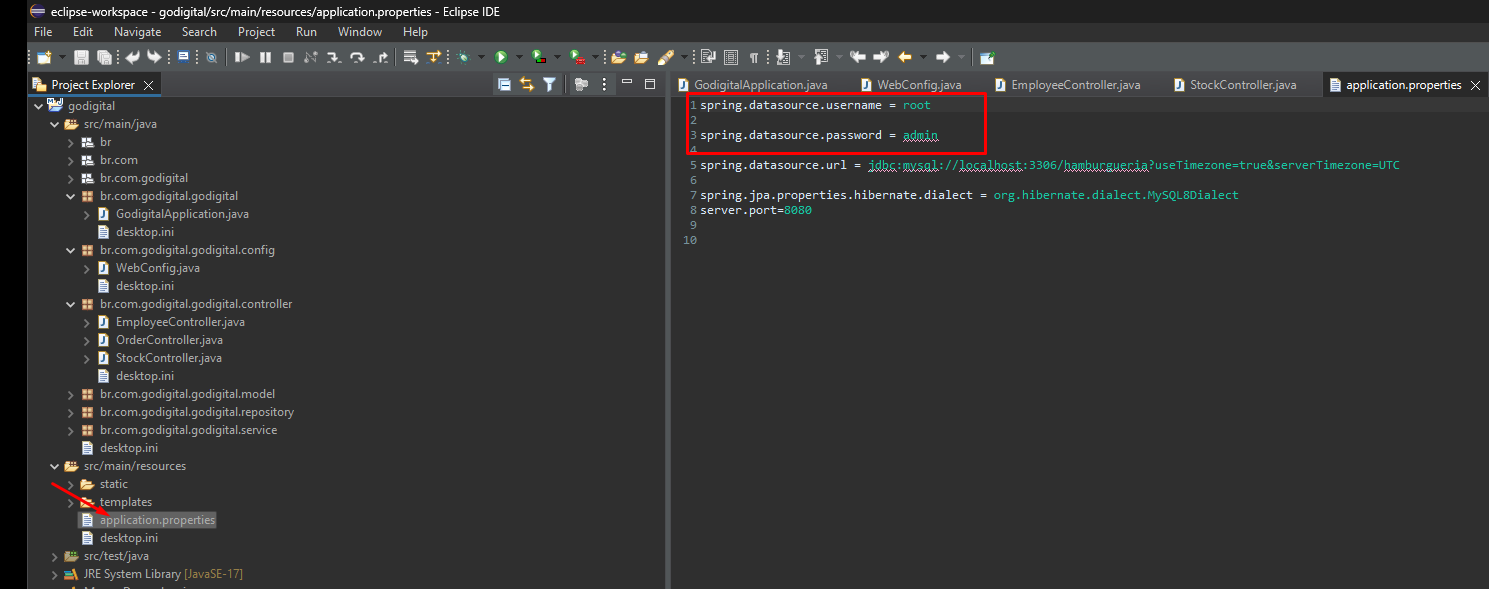 eclipse-workspace - godigital/src/main/resources/application.properties - Eclipse IDE
File Edit Navigate Search Project Run Window Help
Project Explorer
GodigitalApplication.java WebConfig.java EmployeeController.java StockController.java application.properties
godigital
src/main/java
br
br.com
br.com.godigital
br.com.godigital.godigital
GodigitalApplication.java
desktop.ini
br.com.godigital.godigital.config
WebConfig.java
desktop.ini
br.com.godigital.godigital.controller
EmployeeController.java
OrderController.java
StockController.java
desktop.ini
br.com.godigital.godigital.model
br.com.godigital.godigital.repository
br.com.godigital.godigital.service
desktop.ini
src/main/resources
static
templates
application.properties
desktop.ini
src/test/java
JRE System Library [JavaSE-17]
1 spring.datasource.username = root
2
3 spring.datasource.password = admin
4
5 spring.datasource.url = jdbc:mysql://localhost:3306/hamburgueria?useTimezone=true&serverTimezone=UTC
6
7 spring.jpa.properties.hibernate.dialect = org.hibernate.dialect.MySQL8Dialect
8 server.port=8080
9
10